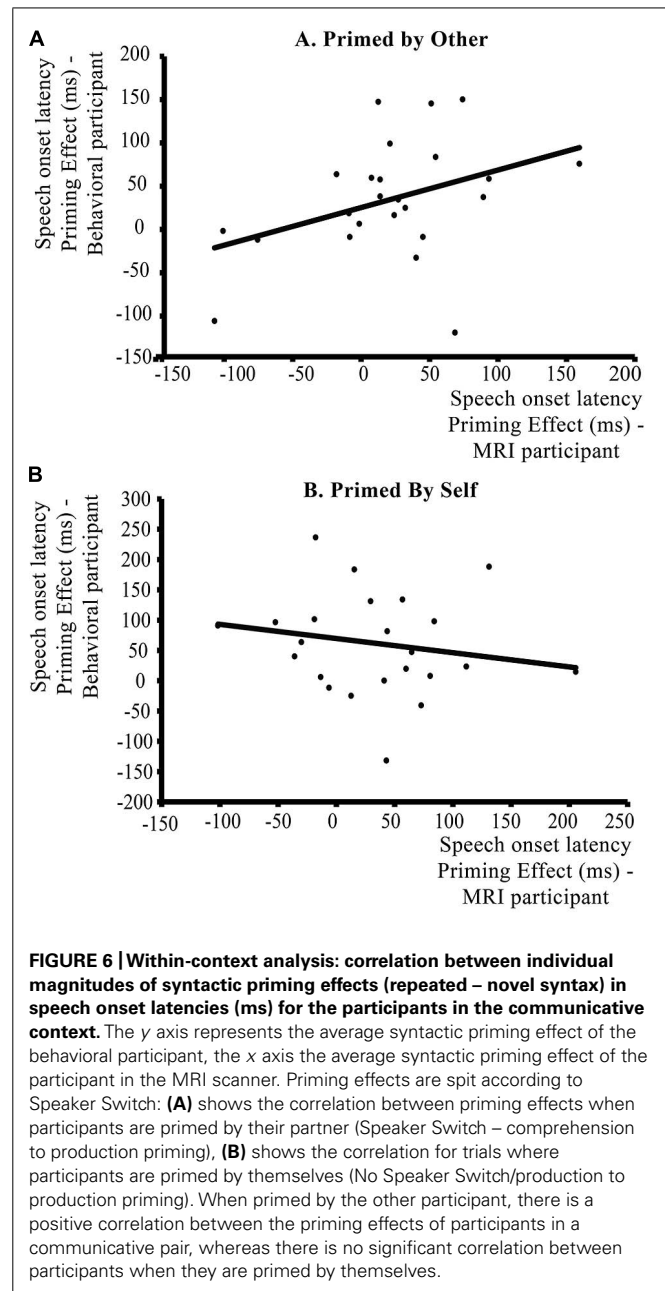 A
A. Primed by Other
Speech onset latency
Priming Effect (ms) -
Behavioral participant
200
150
100
50
0
-50
-100
-150
-150 -100 -50 0 50 100 150 200
Speech onset latency
Priming Effect (ms) -
MRI participant
B
B. Primed By Self
Speech onset latency
Priming Effect (ms) -
Behavioral participant
300
250
200
150
100
50
0
-50
-100
-150
-200
-150 -100 -50 0 50 100 150 200 250
Speech onset latency
Priming Effect (ms) -
MRI participant
FIGURE 6 | Within-context analysis: correlation between individual
magnitudes of syntactic priming effects (repeated – novel syntax) in
speech onset latencies (ms) for the participants in the communicative
context. The y axis represents the average syntactic priming effect of the
behavioral participant, the x axis the average syntactic priming effect of the
participant in the MRI scanner. Priming effects are spit according to
Speaker Switch: (A) shows the correlation between priming effects when
participants are primed by their partner (Speaker Switch – comprehension
to production priming), (B) shows the correlation for trials where
participants are primed by themselves (No Speaker Switch/production to
production priming). When primed by the other participant, there is a
positive correlation between the priming effects of participants in a
communicative pair, whereas there is no significant correlation between
participants when they are primed by themselves.